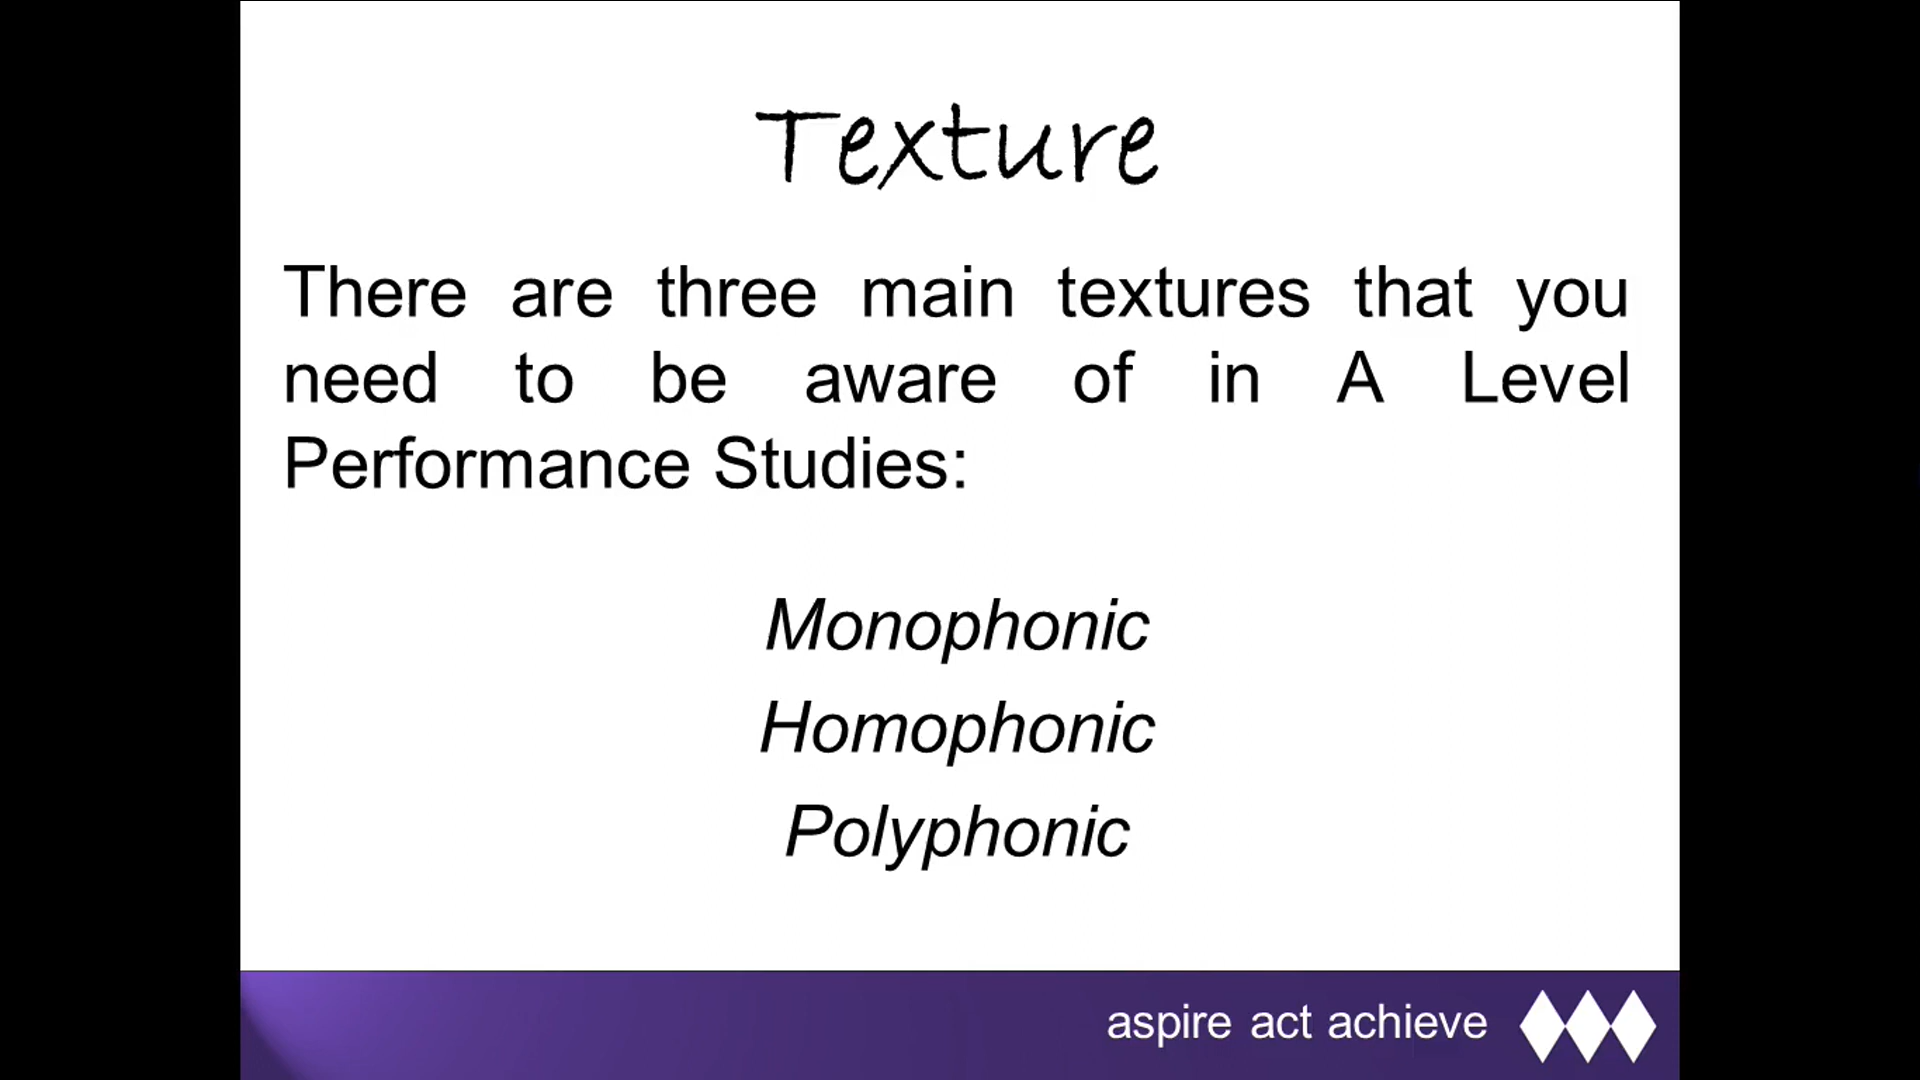 Texture
There are three main textures that you
need to be aware of in A Level
Performance Studies:
Monophonic
Homophonic
Polyphonic
aspire act achieve